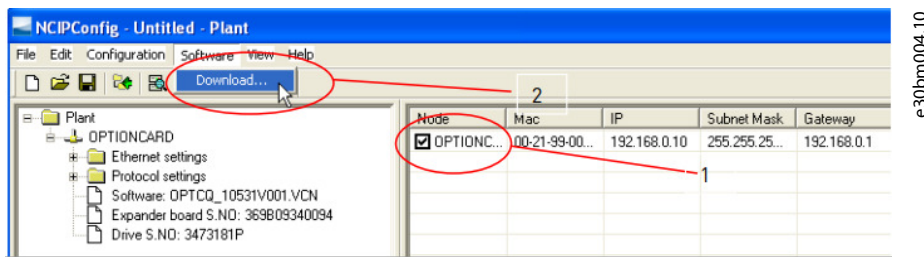 NCIPConfig - Untitled - Plant
File Edit Configuration Software View Help
Download...
2
Plant
OPTIONCARD
Ethernet settings
Protocol settings
Software: OPTCQ_10531V001.VCN
Expander board S.NO: 369B09340094
Drive S.NO: 3473181P
Node Mac IP Subnet Mask Gateway
OPTIONC... 00-21-99-00... 192.168.0.10 255.255.25... 192.168.0.1
1
e30bm004.10